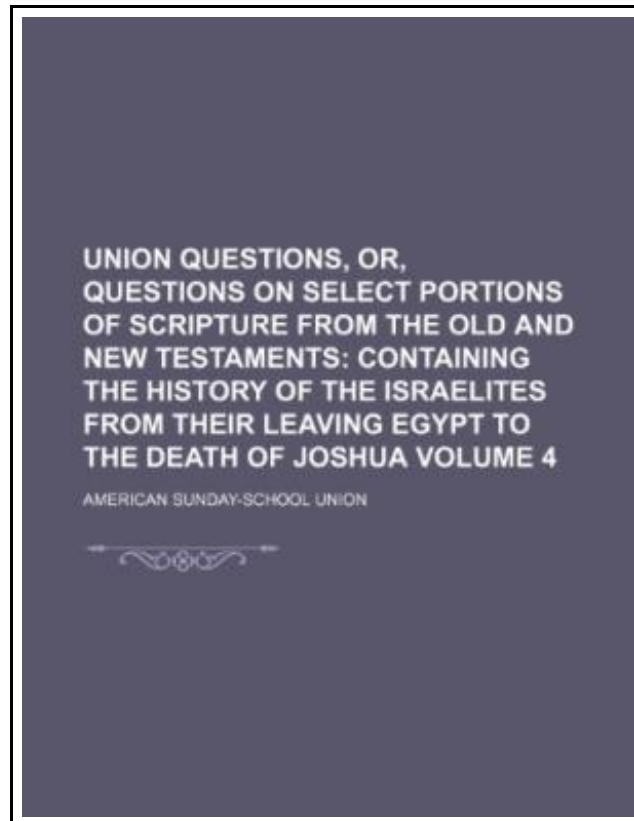 UNION QUESTIONS, OR,
QUESTIONS ON SELECT PORTIONS
OF SCRIPTURE FROM THE OLD AND
NEW TESTAMENTS: CONTAINING
THE HISTORY OF THE ISRAELITES
FROM THEIR LEAVING EGYPT TO
THE DEATH OF JOSHUA VOLUME 4
AMERICAN SUNDAY-SCHOOL UNION